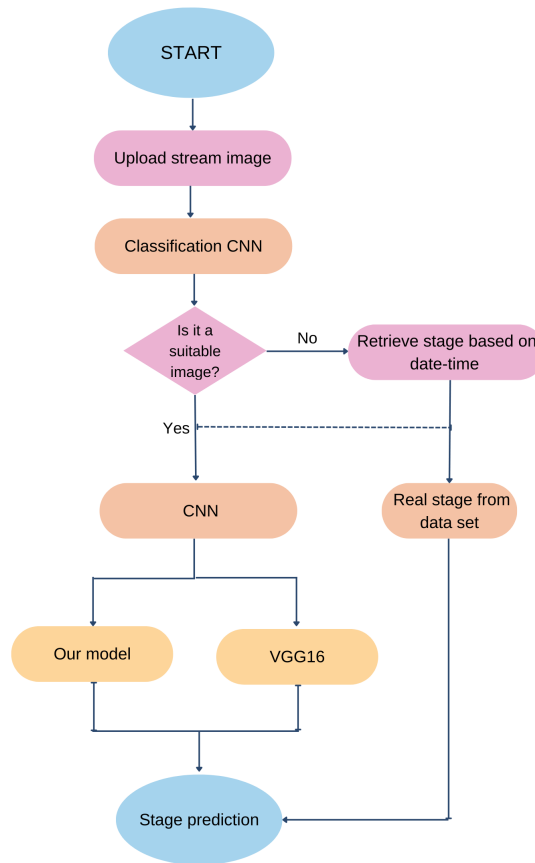 START
Upload stream image
Classification CNN
Is it a
suitable
image?
No
Retrieve stage based on
date-time
Yes
CNN
Real stage from
data set
Our model
VGG16
Stage prediction